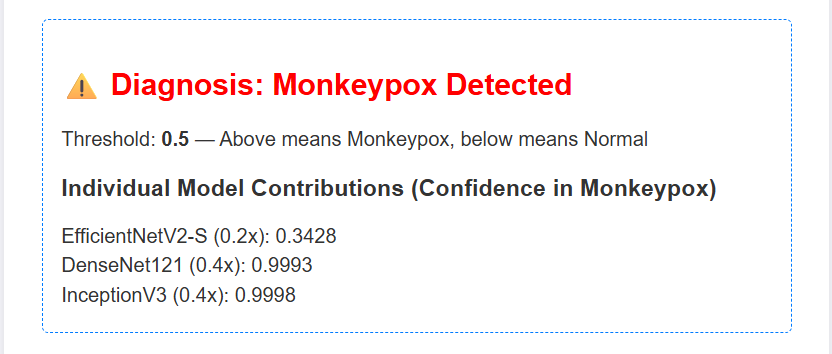 ⚠️ Diagnosis: Monkeypox Detected
Threshold: 0.5 — Above means Monkeypox, below means Normal
Individual Model Contributions (Confidence in Monkeypox)
EfficientNetV2-S (0.2x): 0.3428
DenseNet121 (0.4x): 0.9993
InceptionV3 (0.4x): 0.9998